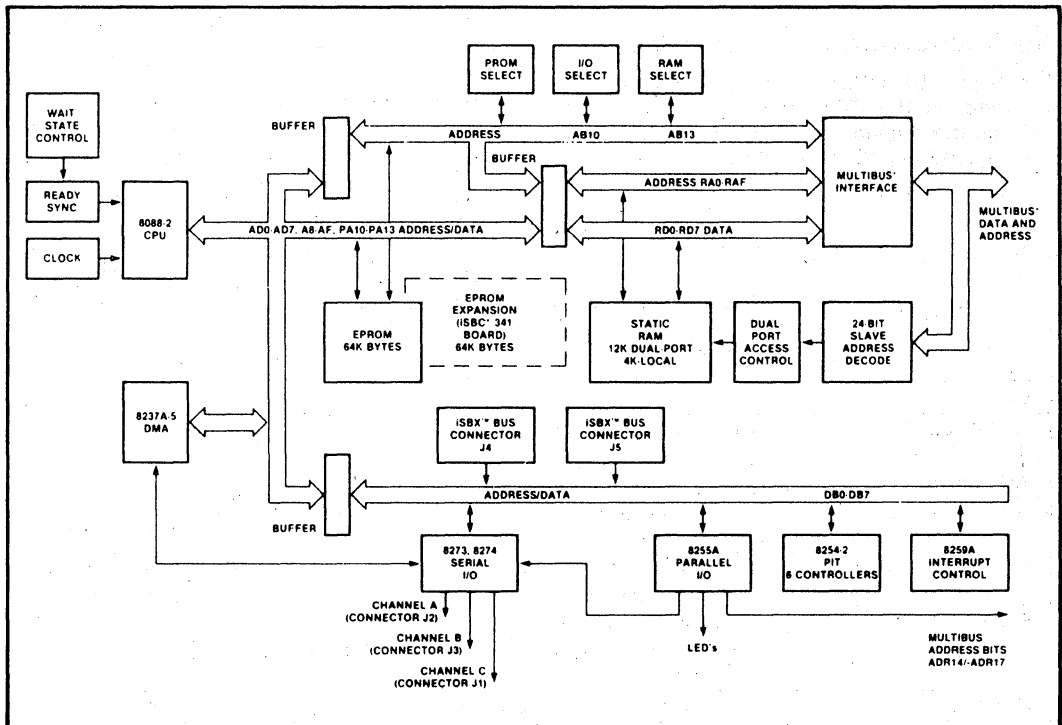 PROM
SELECT
I/O
SELECT
RAM
SELECT
WAIT
STATE
CONTROL
BUFFER
ADDRESS
AB10
AB13
BUFFER
READY
SYNC
8088-2
CPU
CLOCK
ADDRESS RA0-RAF
MULTIBUS'
INTERFACE
AD0-AD7, A8-AF, PA10-PA13 ADDRESS/DATA
RD0-RD7 DATA
MULTIBUS'
DATA AND
ADDRESS
EPROM
64K BYTES
EPROM
EXPANSION
(iSBC' 341
BOARD)
64K BYTES
STATIC
RAM
12K DUAL-PORT
4K-LOCAL
DUAL
PORT
ACCESS
CONTROL
24-BIT
SLAVE
ADDRESS
DECODE
8237A-5
DMA
iSBX™ BUS
CONNECTOR
J4
iSBX™ BUS
CONNECTOR
J5
ADDRESS/DATA
DB0-DB7
BUFFER
8273, 8274
SERIAL
I/O
8255A
PARALLEL
I/O
8254-2
PIT
6 CONTROLLERS
8259A
INTERRUPT
CONTROL
CHANNEL A
(CONNECTOR J2)
CHANNEL B
(CONNECTOR J3)
CHANNEL C
(CONNECTOR J1)
LED's
MULTIBUS
ADDRESS BITS
ADR14/-ADR17